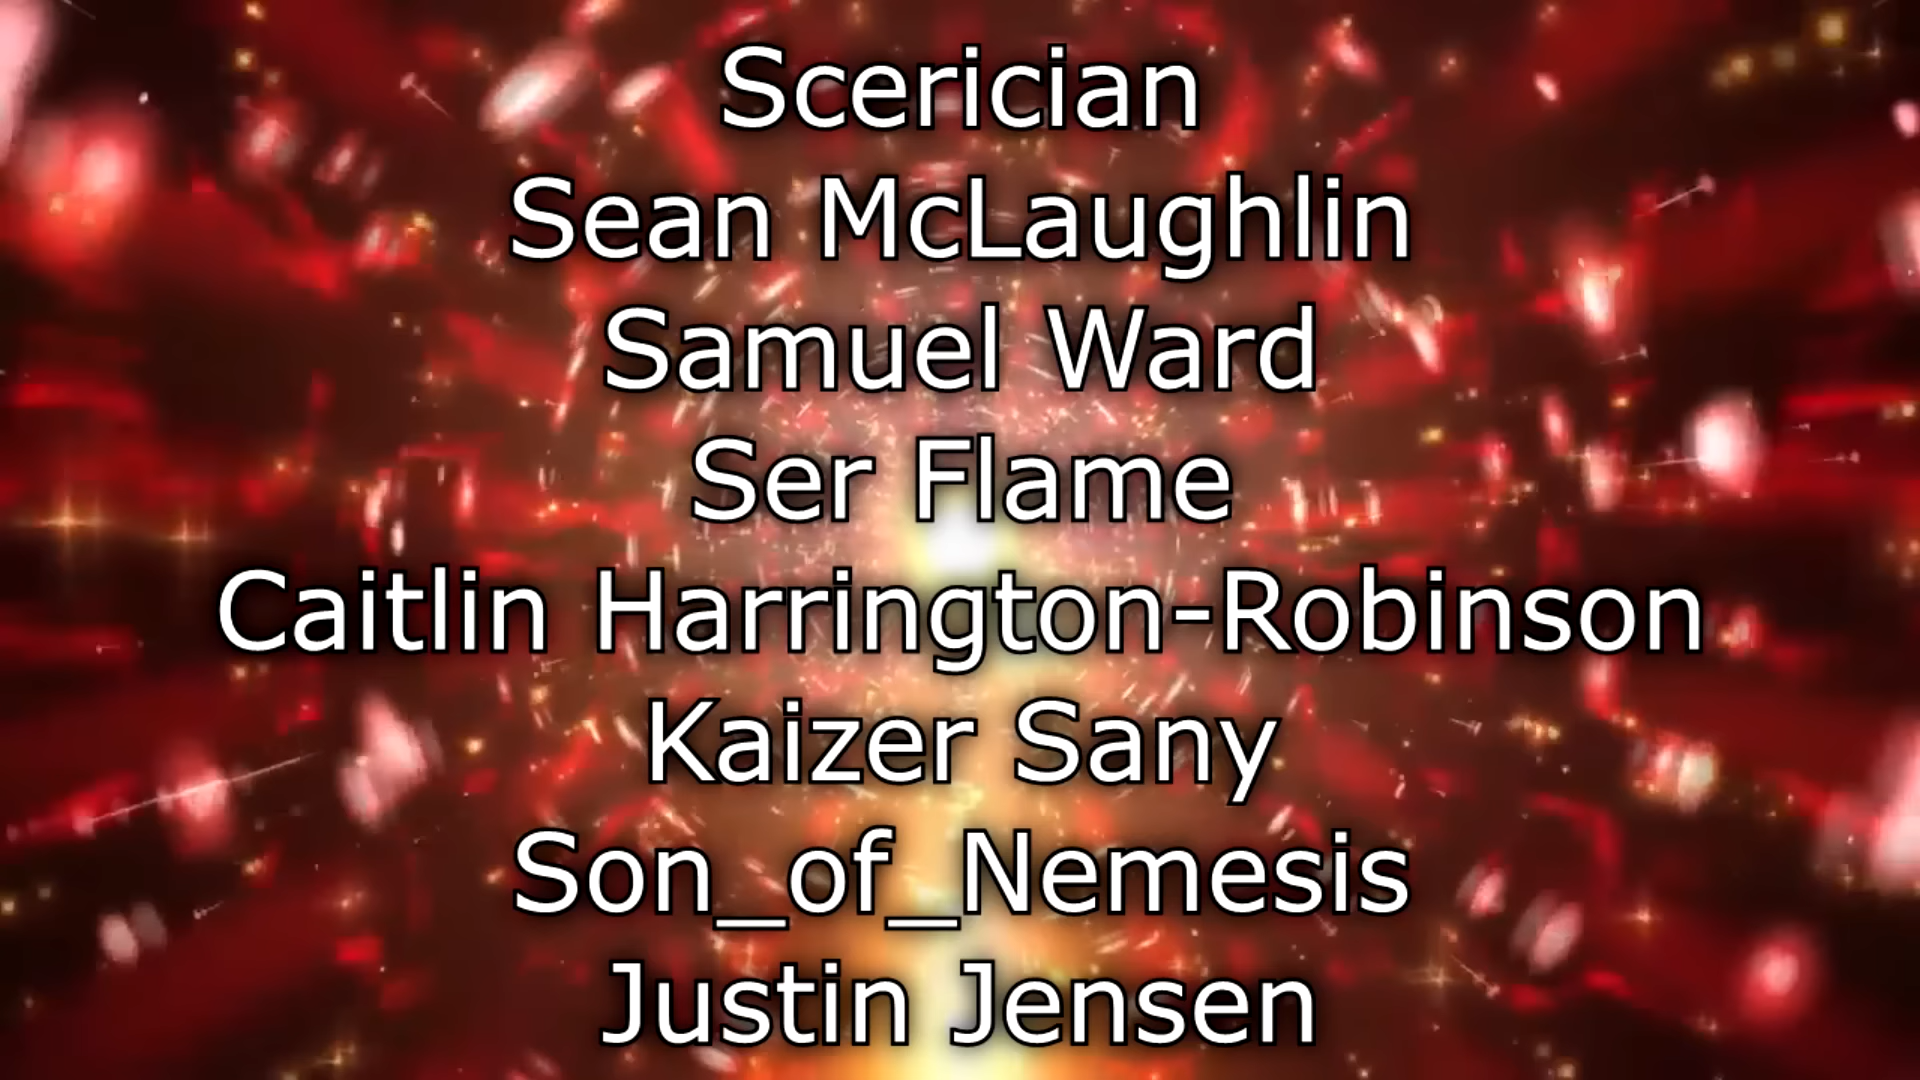 Scerician
Sean McLaughlin
Samuel Ward
Ser Flame
Caitlin Harrington-Robinson
Kaizer Sany
Son_of_Nemesis
Justin Jensen